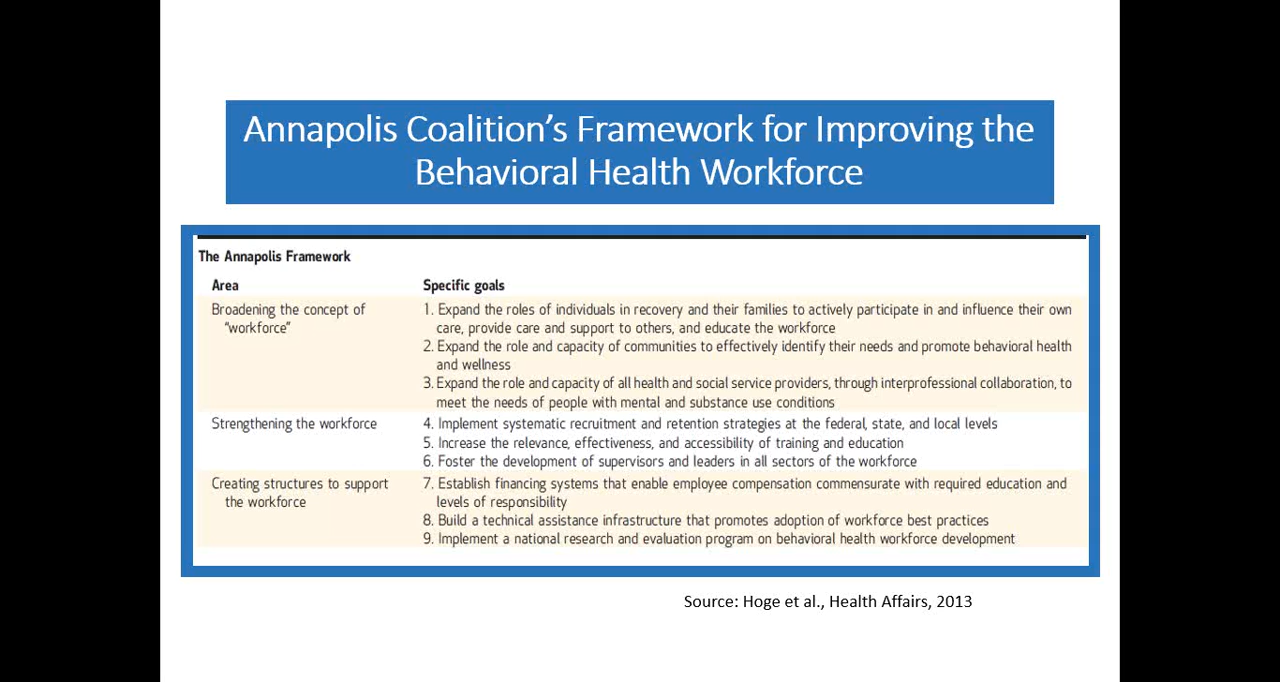 Annapolis Coalition’s Framework for Improving the
Behavioral Health Workforce
The Annapolis Framework
Area Specific goals
Broadening the concept of
“workforce”
1. Expand the roles of individuals in recovery and their families to actively participate in and influence their own
care, provide care and support to others, and educate the workforce
2. Expand the role and capacity of communities to effectively identify their needs and promote behavioral health
and wellness
3. Expand the role and capacity of all health and social service providers, through interprofessional collaboration, to
meet the needs of people with mental and substance use conditions
Strengthening the workforce
4. Implement systematic recruitment and retention strategies at the federal, state, and local levels
5. Increase the relevance, effectiveness, and accessibility of training and education
6. Foster the development of supervisors and leaders in all sectors of the workforce
Creating structures to support
the workforce
7. Establish financing systems that enable employee compensation commensurate with required education and
levels of responsibility
8. Build a technical assistance infrastructure that promotes adoption of workforce best practices
9. Implement a national research and evaluation program on behavioral health workforce development
Source: Hoge et al., Health Affairs, 2013